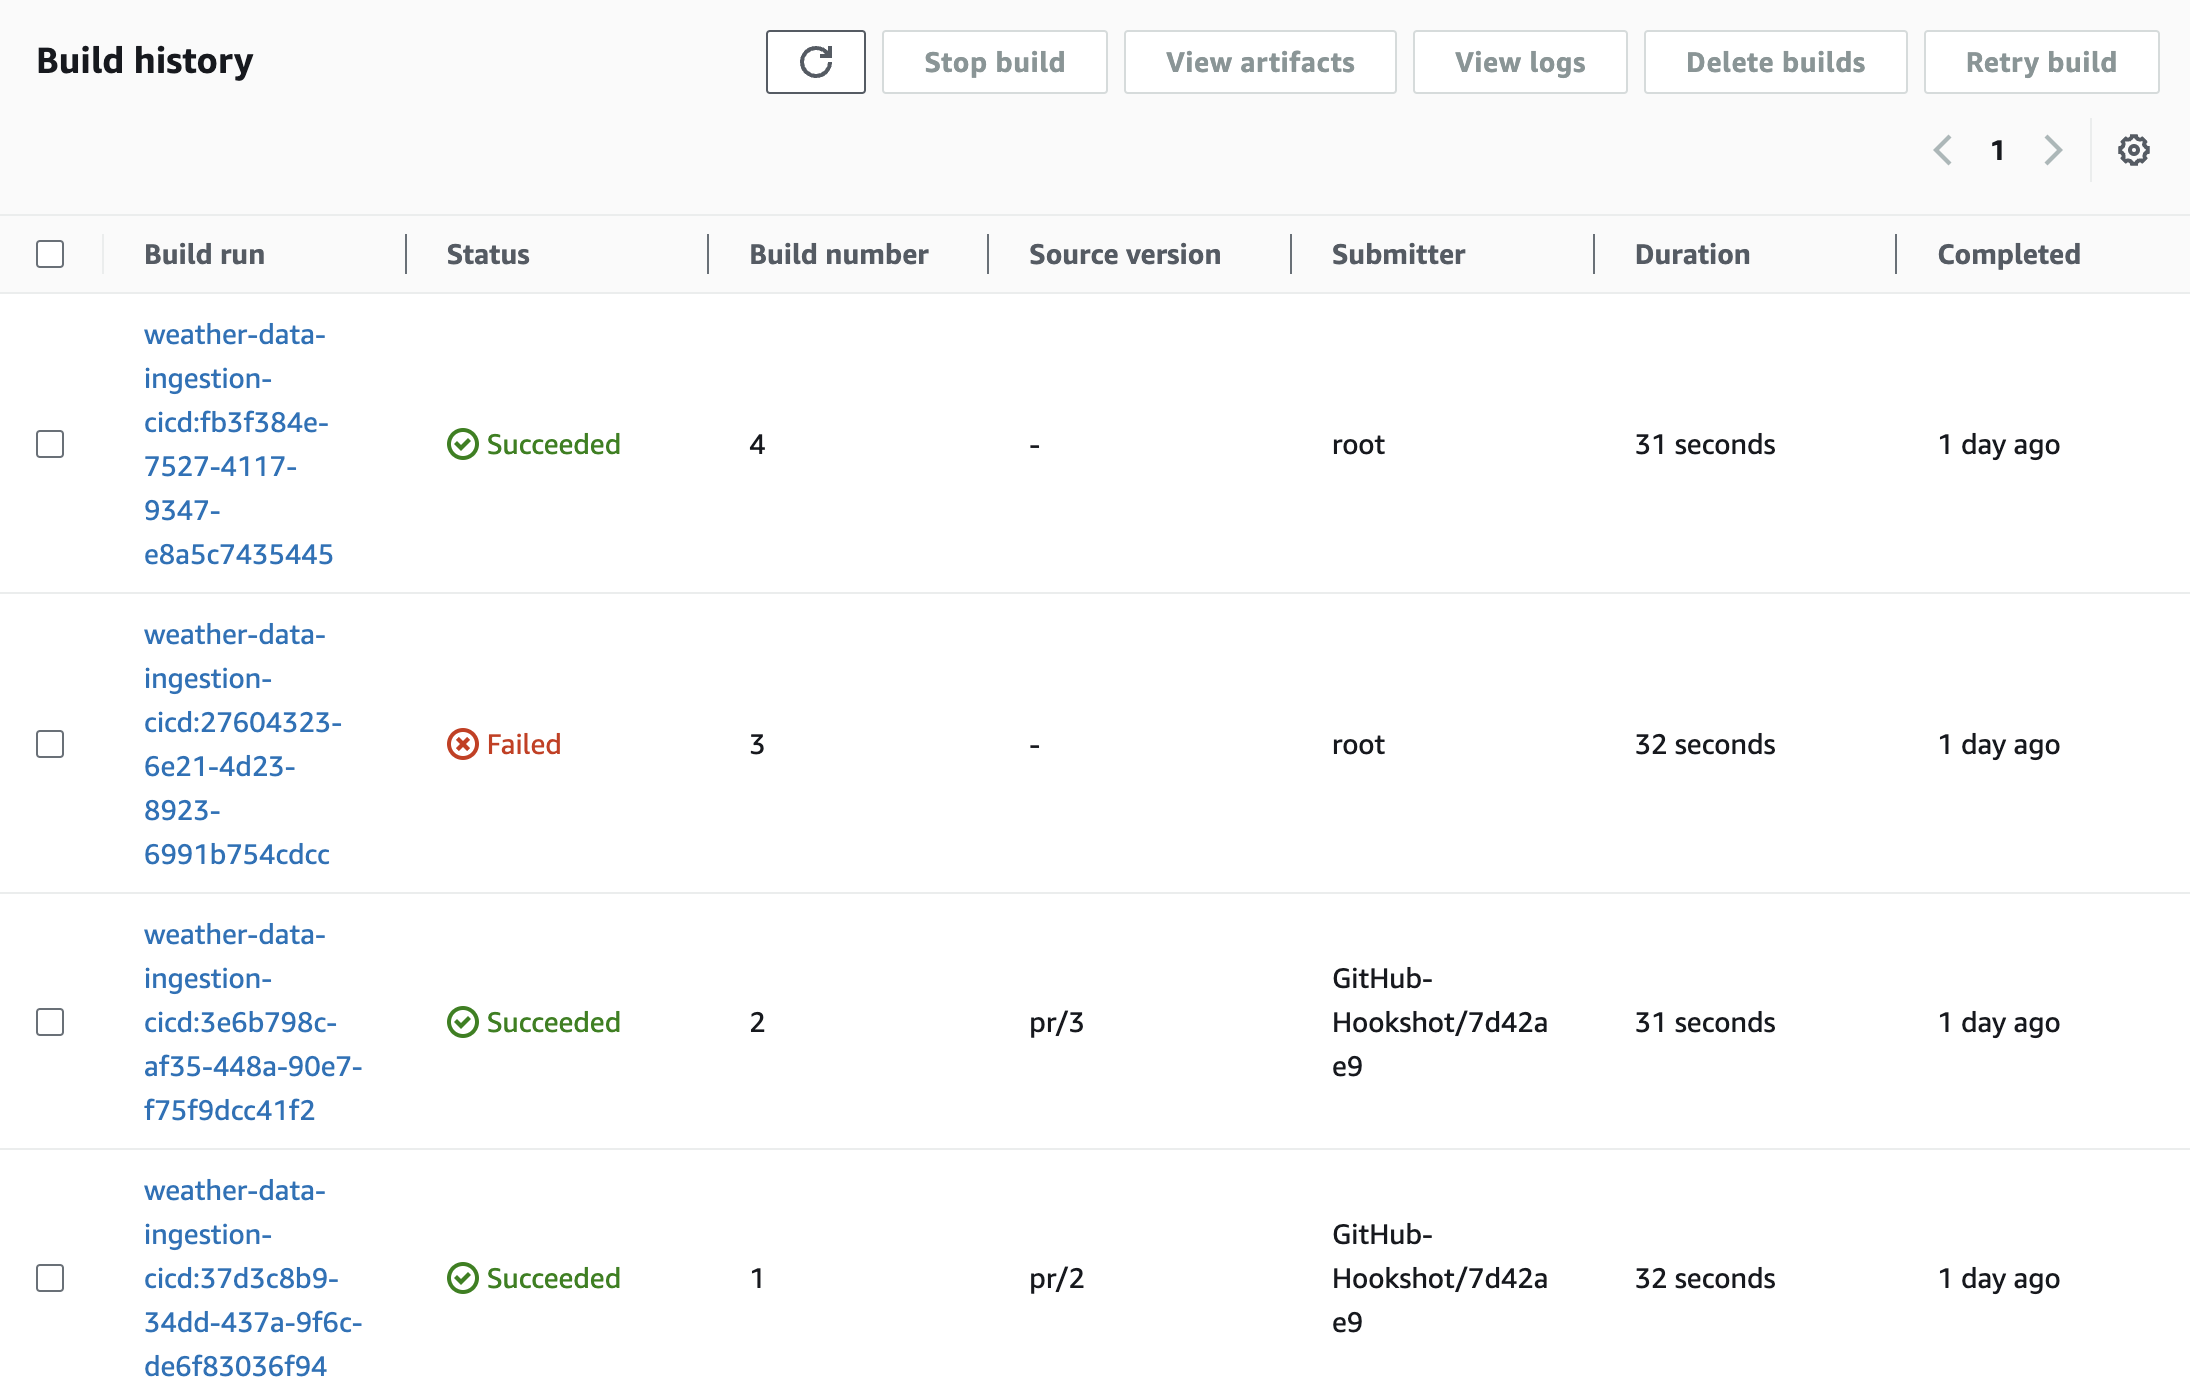 Build history
Stop build
View artifacts
View logs
Delete builds
Retry build
1
Build run
Status
Build number
Source version
Submitter
Duration
Completed
weather-data-
ingestion-
cicd:fb3f384e-
7527-4117-
9347-
e8a5c7435445
Succeeded
4
-
root
31 seconds
1 day ago
weather-data-
ingestion-
cicd:27604323-
6e21-4d23-
8923-
6991b754cdcc
Failed
3
-
root
32 seconds
1 day ago
weather-data-
ingestion-
cicd:3e6b798c-
af35-448a-90e7-
f75f9dcc41f2
Succeeded
2
pr/3
GitHub-
Hookshot/7d42a
e9
31 seconds
1 day ago
weather-data-
ingestion-
cicd:37d3c8b9-
34dd-437a-9f6c-
de6f83036f94
Succeeded
1
pr/2
GitHub-
Hookshot/7d42a
e9
32 seconds
1 day ago